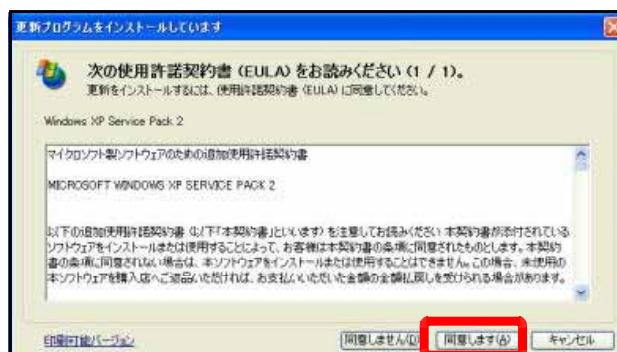 更新プログラムをインストールしています
次の使用許諾契約書 (EULA) をお読みください (1 / 1)。
更新をインストールするには、使用許諾契約書 (EULA) に同意してください。
Windows XP Service Pack 2
マイクロソフト製ソフトウェアのための追加使用許諾契約書
MICROSOFT WINDOWS XP SERVICE PACK 2
以下の追加使用許諾契約書 (以下「本契約書」といいます) を注意してお読みください 本契約書が添付されている
ソフトウェアをインストールまたは使用することによって、お客様は本契約書の条項に同意されたものとします。本契約
書の条項に同意されない場合は、本ソフトウェアをインストールまたは使用することはできません。この場合、未使用の
本ソフトウェアを購入店へご返品いただければ、お支払いいただいた金額の全額払戻しを受けられる場合があります。
印刷可能バージョン
同意しません(D)
同意します(A)
キャンセル